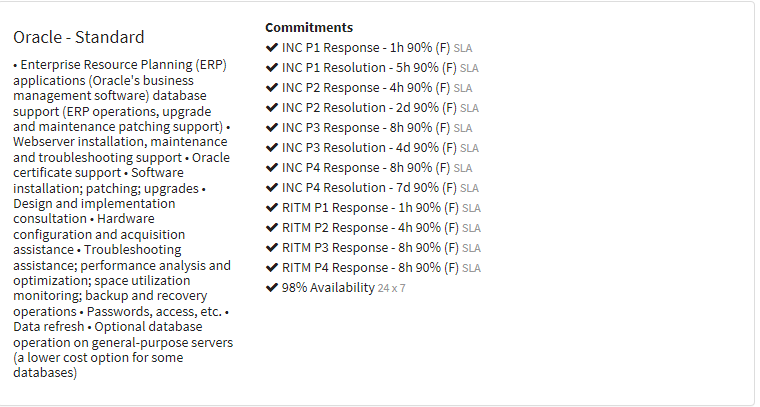 Oracle - Standard
• Enterprise Resource Planning (ERP)
applications (Oracle's business
management software) database
support (ERP operations, upgrade
and maintenance patching support) •
Webserver installation, maintenance
and troubleshooting support • Oracle
certificate support • Software
installation; patching; upgrades •
Design and implementation
consultation • Hardware
configuration and acquisition
assistance • Troubleshooting
assistance; performance analysis and
optimization; space utilization
monitoring; backup and recovery
operations • Passwords, access, etc. •
Data refresh • Optional database
operation on general-purpose servers
(a lower cost option for some
databases)
Commitments
✔ INC P1 Response - 1h 90% (F) SLA
✔ INC P1 Resolution - 5h 90% (F) SLA
✔ INC P2 Response - 4h 90% (F) SLA
✔ INC P2 Resolution - 2d 90% (F) SLA
✔ INC P3 Response - 8h 90% (F) SLA
✔ INC P3 Resolution - 4d 90% (F) SLA
✔ INC P4 Response - 8h 90% (F) SLA
✔ INC P4 Resolution - 7d 90% (F) SLA
✔ RITM P1 Response - 1h 90% (F) SLA
✔ RITM P2 Response - 4h 90% (F) SLA
✔ RITM P3 Response - 8h 90% (F) SLA
✔ RITM P4 Response - 8h 90% (F) SLA
✔ 98% Availability 24 x 7